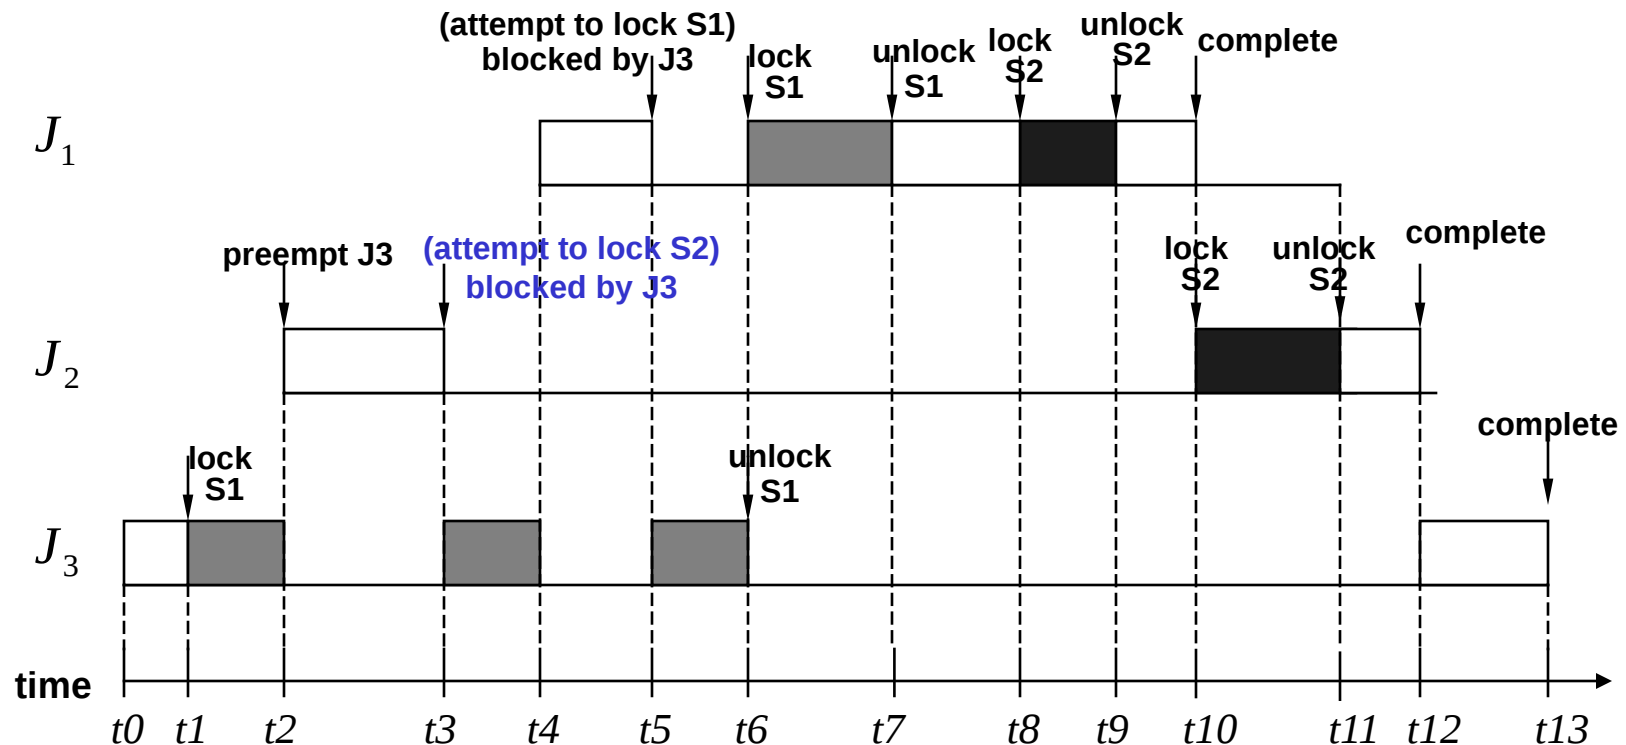 (attempt to lock S1)
blocked by J3
lock
S1
unlock
S1
lock
S2
unlock
S2
complete
J1
preempt J3
(attempt to lock S2)
blocked by J3
lock
S2
unlock
S2
complete
J2
lock
S1
unlock
S1
complete
J3
time
t0 t1 t2 t3 t4 t5 t6 t7 t8 t9 t10 t11 t12 t13